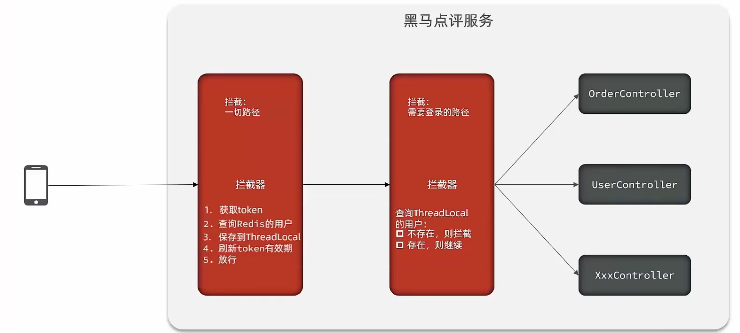 黑马点评服务
拦截：
一切路径
拦截器
1. 获取token
2. 查询Redis的用户
3. 保存到ThreadLocal
4. 刷新token有效期
5. 放行
拦截：
需要登录的路径
拦截器
查询ThreadLocal
的用户：
不存在，则拦截
存在，则继续
OrderController
UserController
XxxController